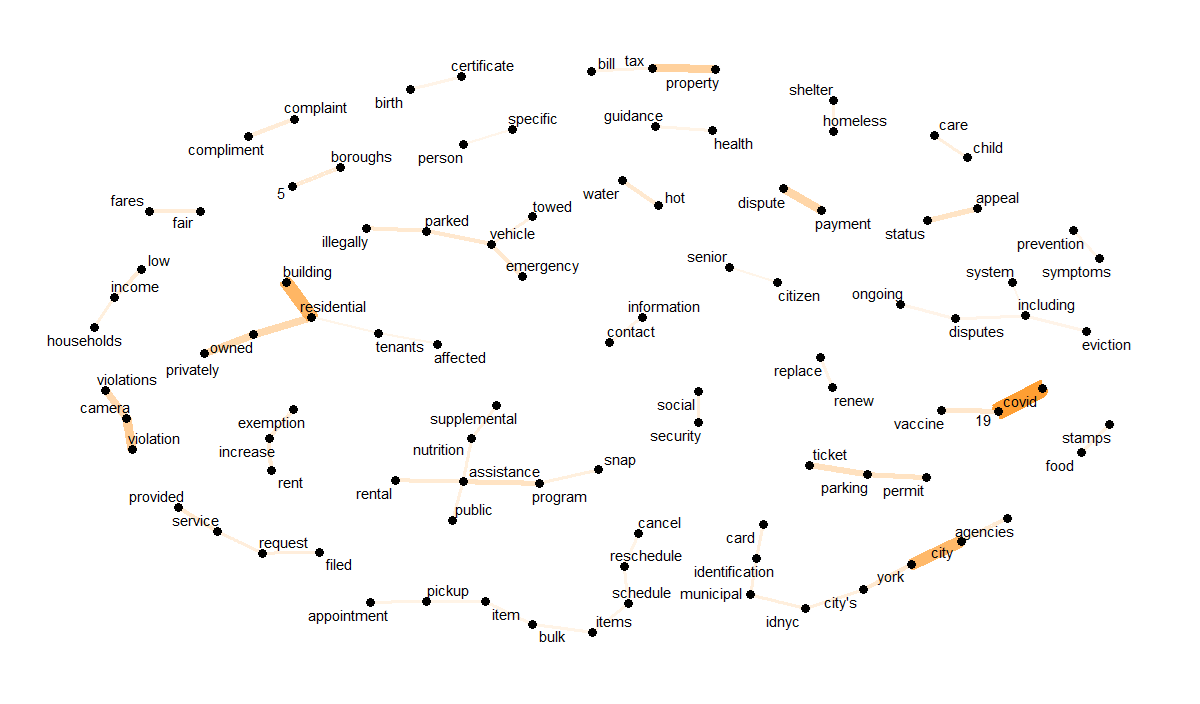 certificate
bill
tax
birth
property
shelter
complaint
specific
guidance
homeless
care
compliment
person
health
child
boroughs
5
water
hot
fares
fair
towed
dispute
appeal
illegally
parked
vehicle
payment
status
prevention
low
building
emergency
senior
system
symptoms
income
residential
information
citizen
ongoing
including
households
owned
tenants
affected
contact
disputes
eviction
privately
violations
replace
camera
supplemental
social
renew
covid
exemption
vaccine
19
violation
increase
nutrition
security
stamps
rent
assistance
snap
ticket
food
provided
rental
program
parking
permit
service
public
request
cancel
card
agencies
filed
reschedule
identification
city
york
appointment
pickup
item
schedule
municipal
city's
bulk
items
idnyc